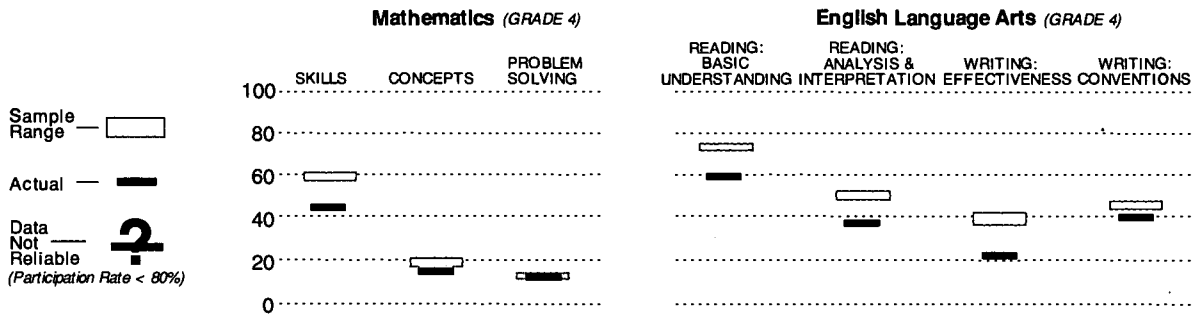 Mathematics (GRADE 4)
SKILLS
CONCEPTS
PROBLEM
SOLVING
English Language Arts (GRADE 4)
READING:
BASIC
UNDERSTANDING
READING:
ANALYSIS &
INTERPRETATION
WRITING:
EFFECTIVENESS
WRITING:
CONVENTIONS
100
80
60
40
20
0
Sample
Range
Actual
Data
Not
Reliable
?
(Participation Rate < 80%)